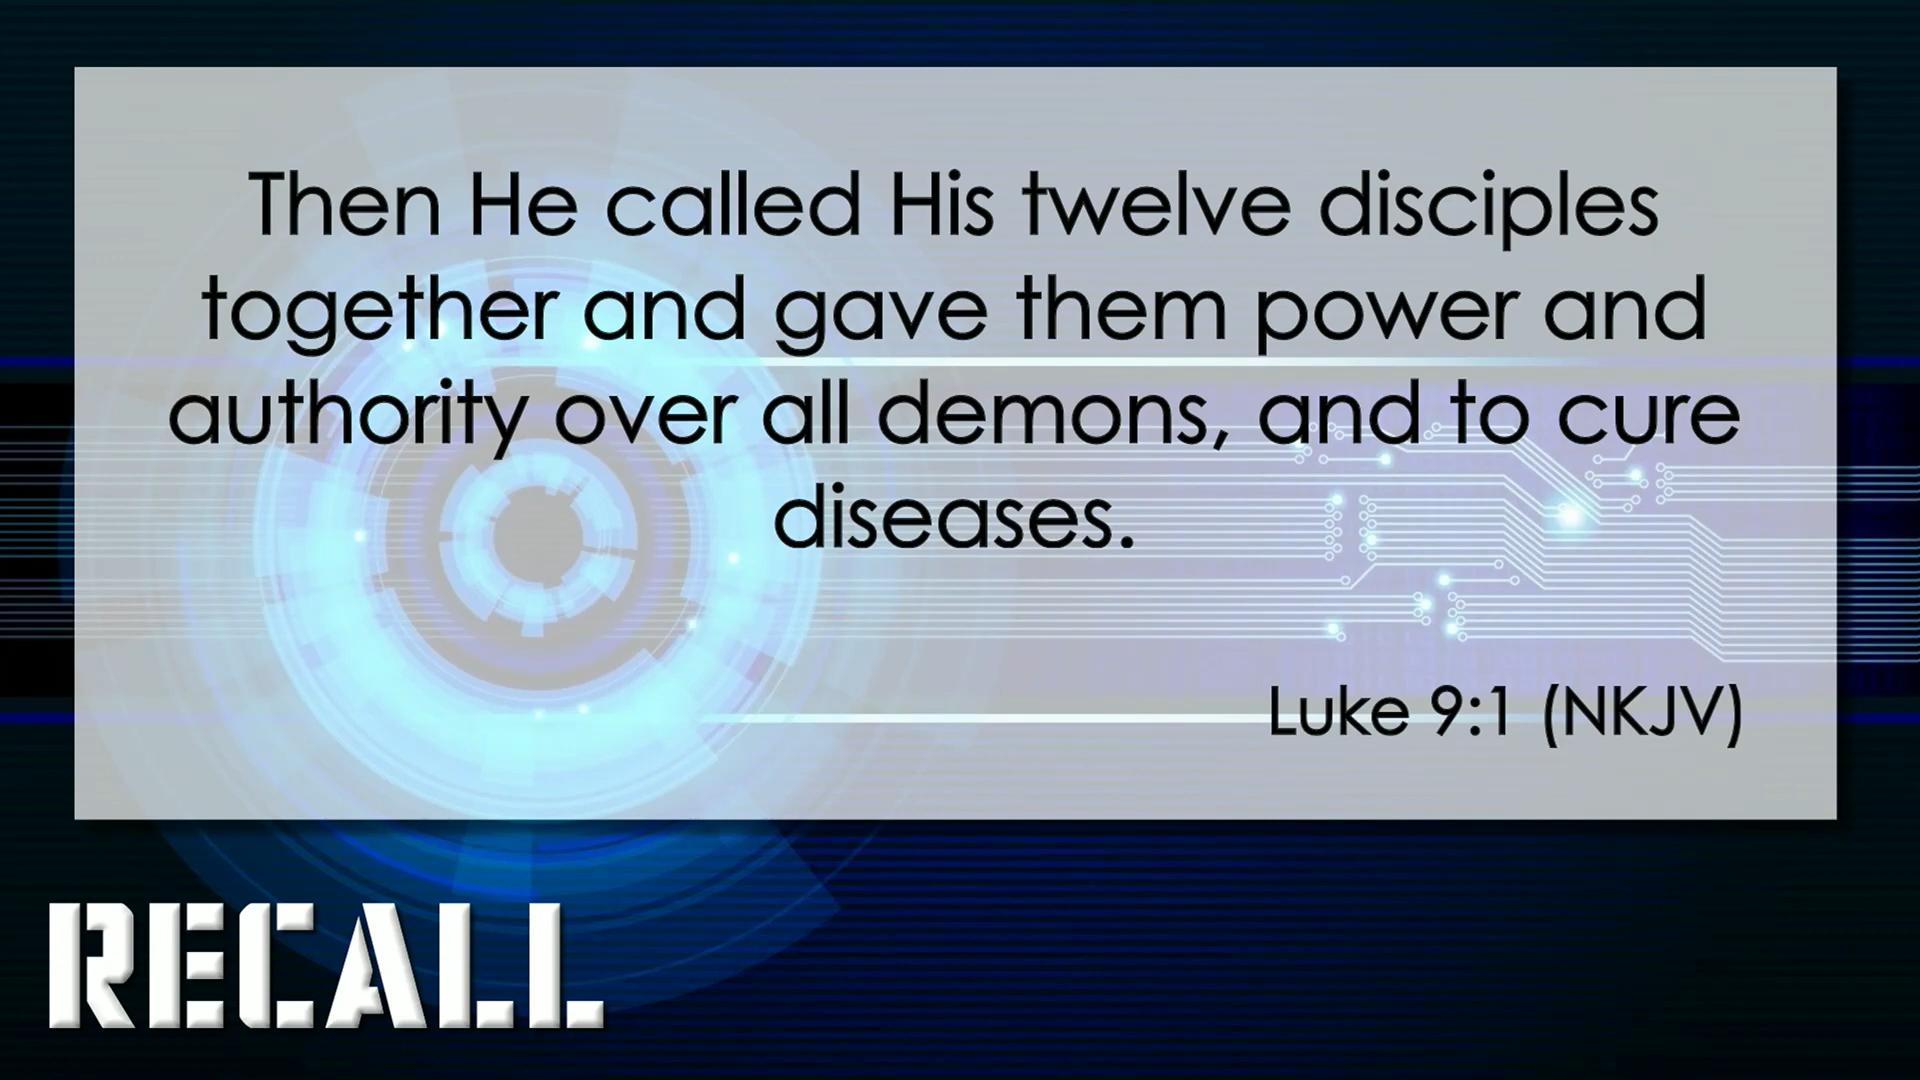 Then He called His twelve disciples
together and gave them power and
authority over all demons, and to cure
diseases.
Luke 9:1 (NKJV)
RECALL